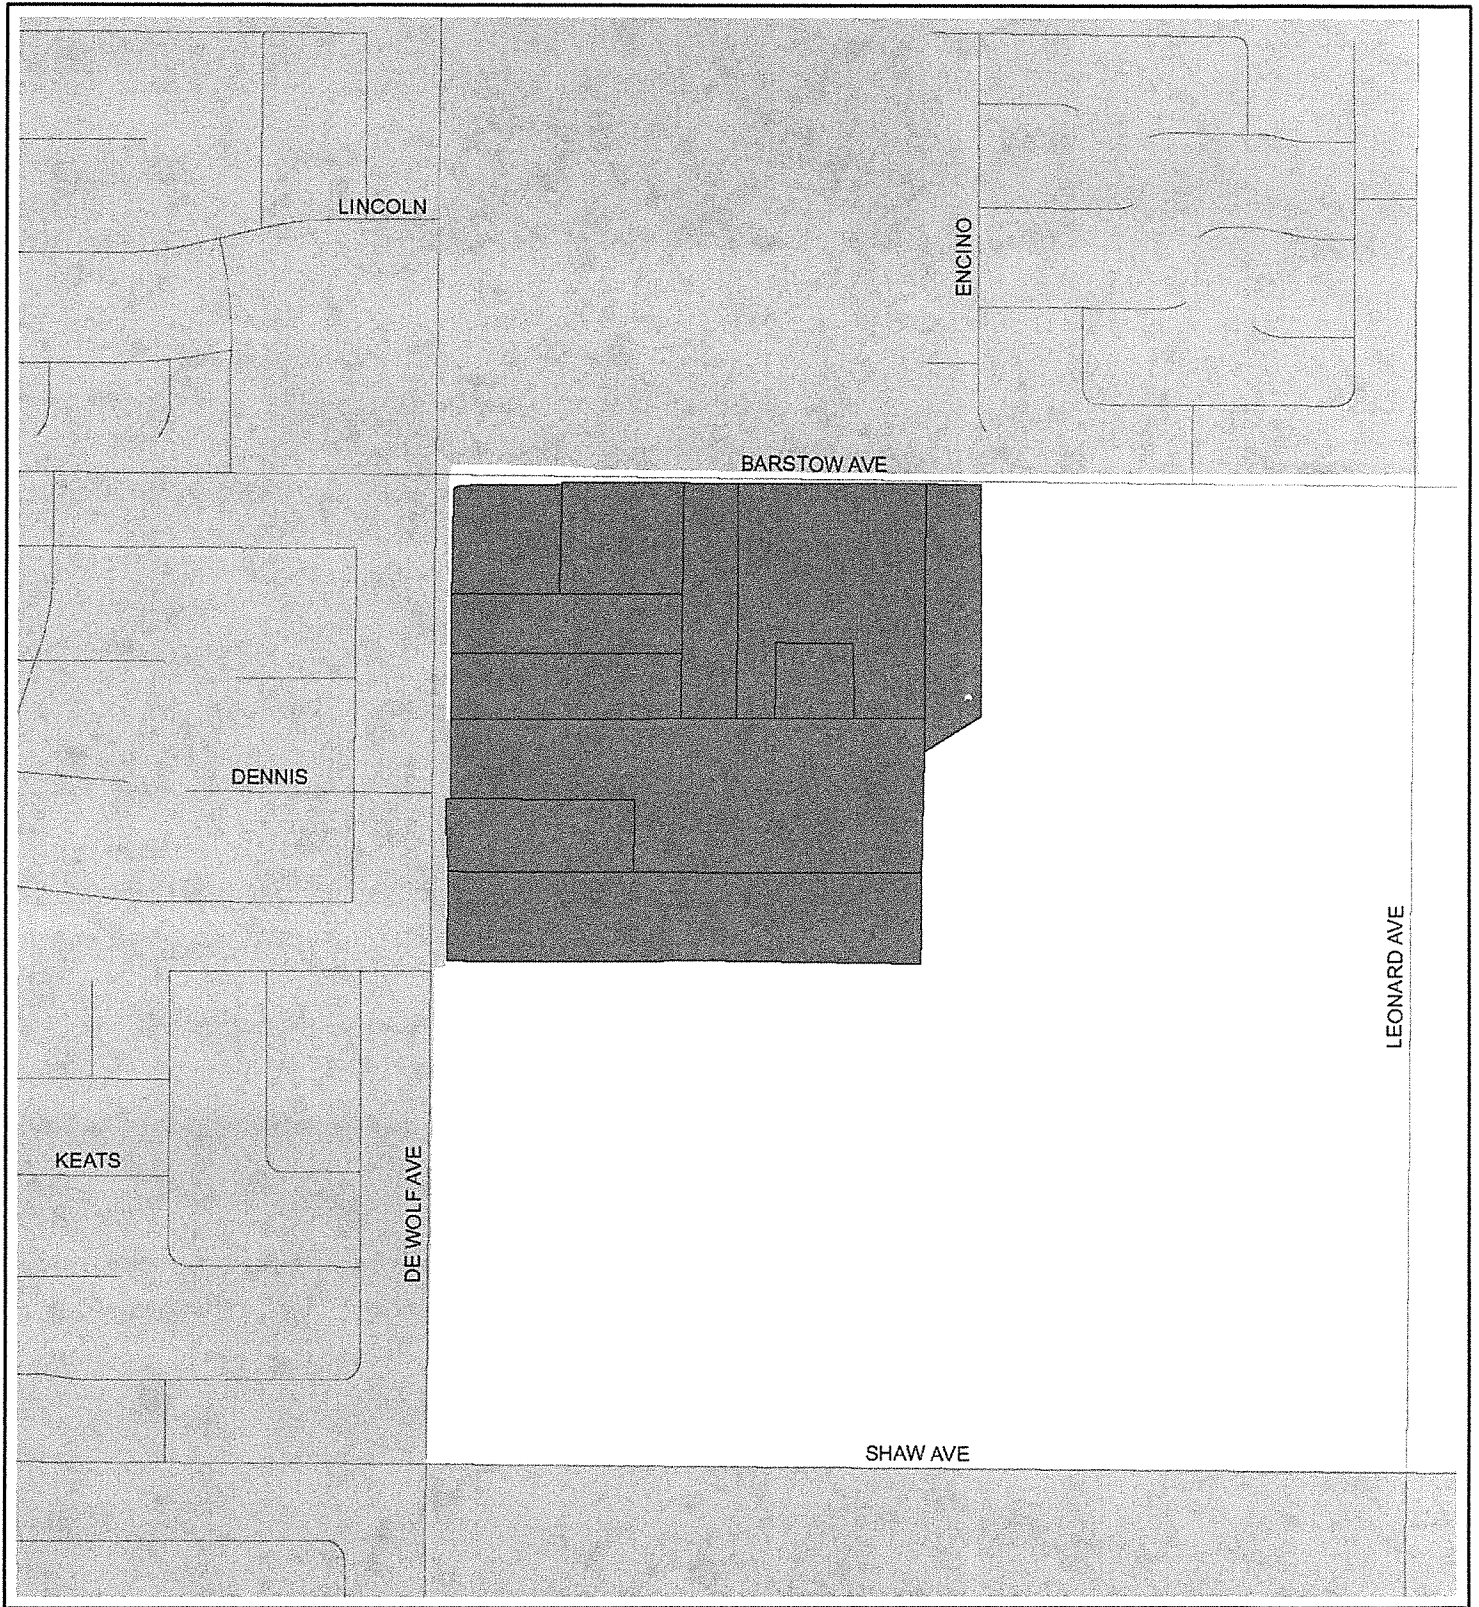 LINCOLN
ENCINO
BARSTOW AVE
DENNIS
LEONARD AVE
KEATS
DE WOLF AVE
SHAW AVE